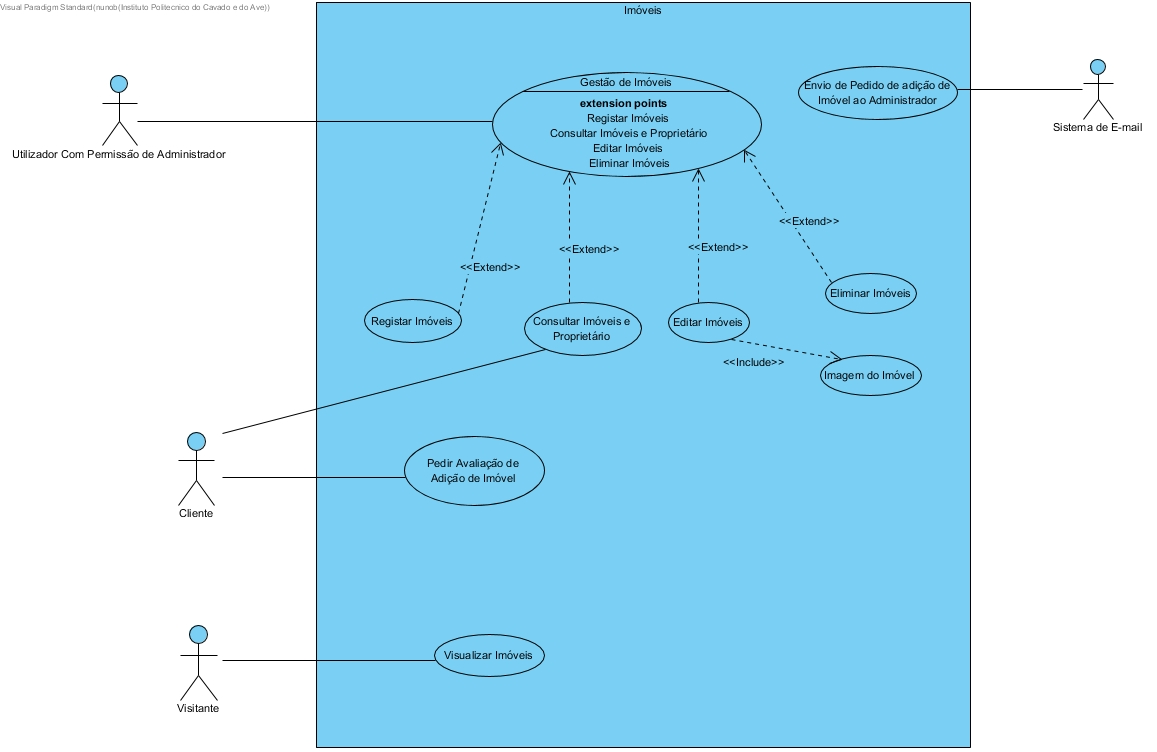 Visual Paradigm Standard(nunob(Instituto Politecnico do Cavado e do Ave))
Imóveis
Gestão de Imóveis
extension points
Registar Imóveis
Consultar Imóveis e Proprietário
Editar Imóveis
Eliminar Imóveis
Envio de Pedido de adição de
Imóvel ao Administrador
Sistema de E-mail
Utilizador Com Permissão de Administrador
<<Extend>>
<<Extend>>
<<Extend>>
<<Extend>>
Eliminar Imóveis
Registar Imóveis
Consultar Imóveis e
Proprietário
Editar Imóveis
<<Include>>
Imagem do Imóvel
Pedir Avaliação de
Adição de Imóvel
Cliente
Visualizar Imóveis
Visitante